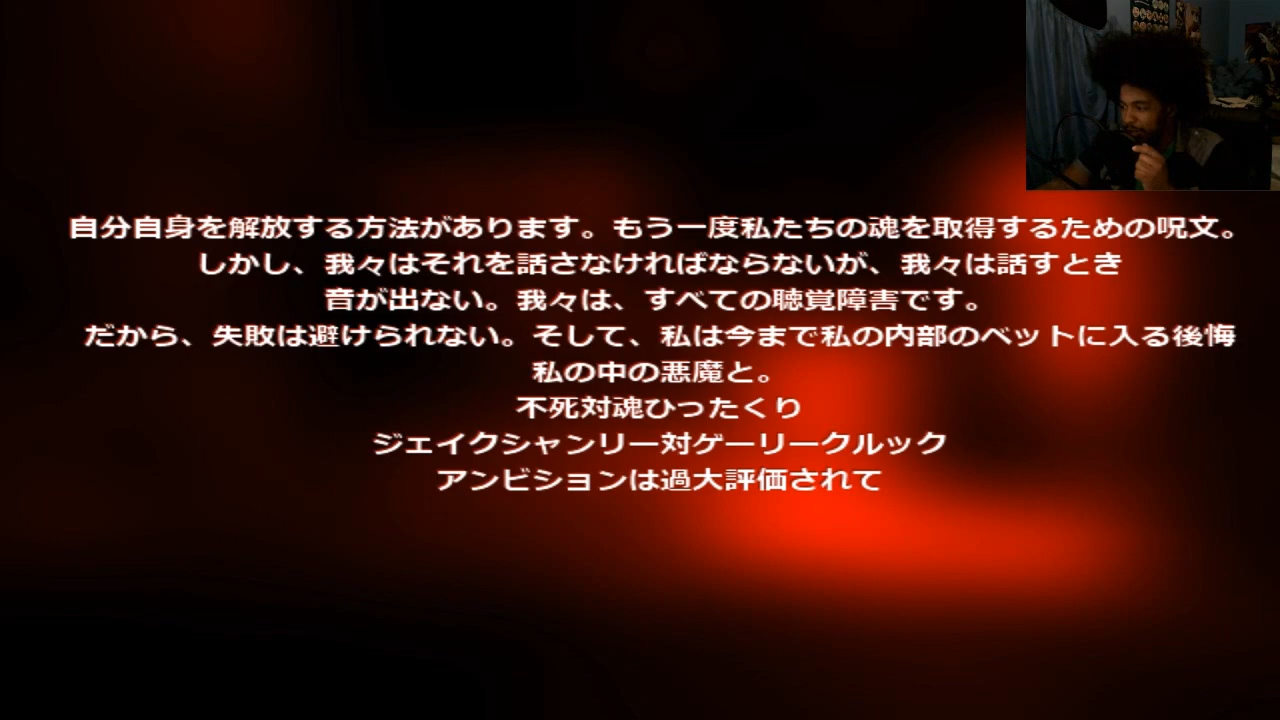 自分自身を解放する方法があります。もう一度私たちの魂を取得するための呪文。
しかし、我々はそれを話さなければならないが、我々は話すとき
音が出ない。我々は、すべての聴覚障害です。
だから、失敗は避けられない。そして、私は今まで私の内部のベットに入る後悔
私の中の悪魔と。
不死対魂ひったくり
ジェイクシャンリー対ゲーリークルック
アンビションは過大評価されて